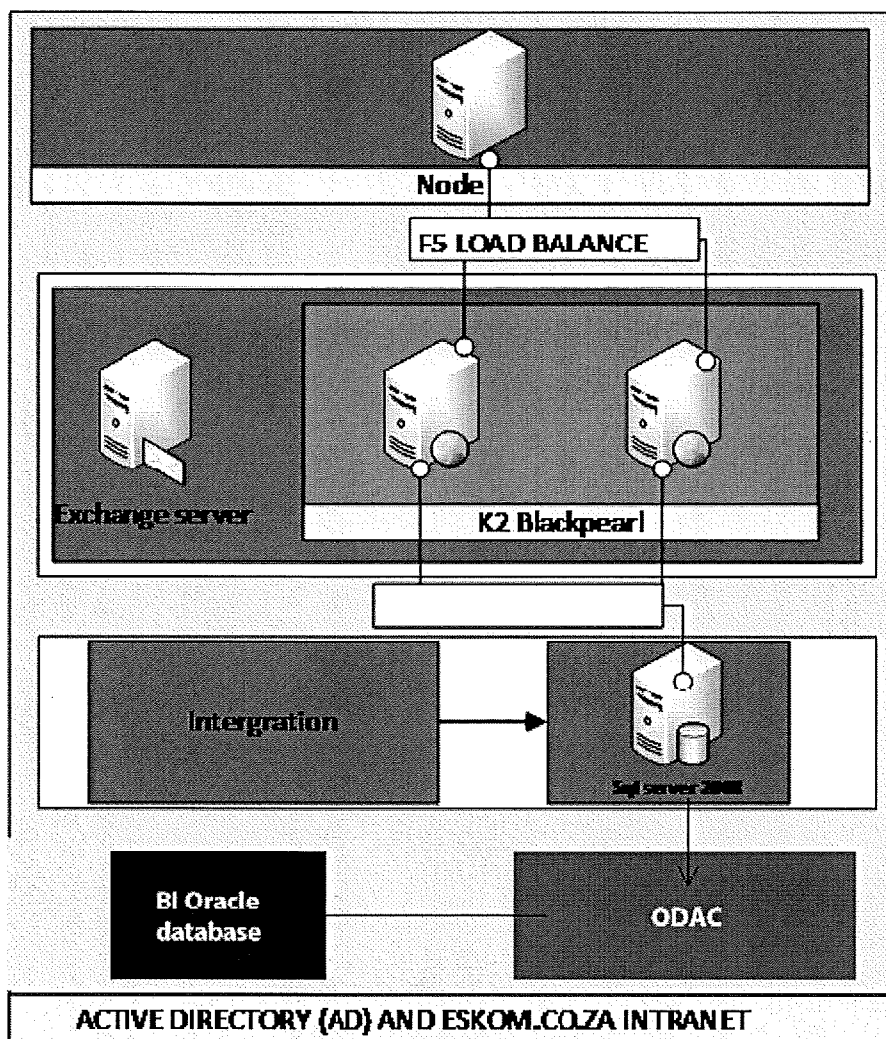 Node
F5 LOAD BALANCE
Exchange server
K2 Blackpearl
Intergration
Sql server
BI Oracle
database
ODAC
ACTIVE DIRECTORY (AD) AND ESKOM.CO.ZA INTRANET